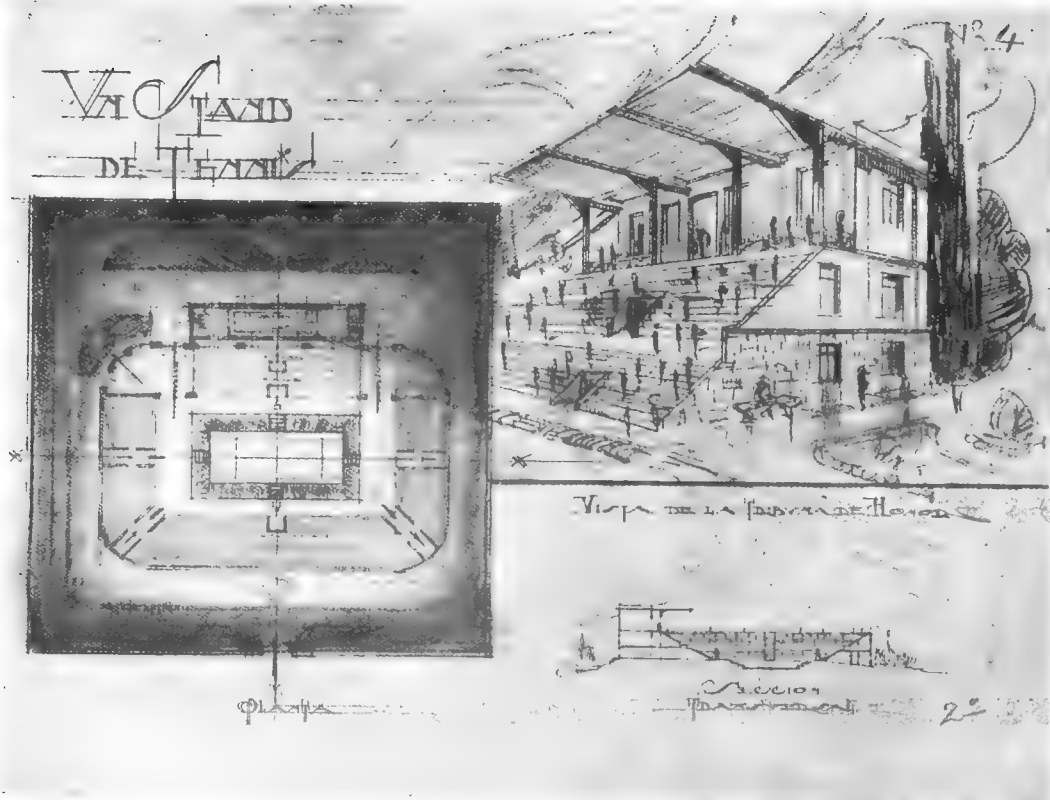 Un Stand
de Tennis
Nº 4
Vista de la Tribuna de Honor
Planta
Seccion
Transversal
2º